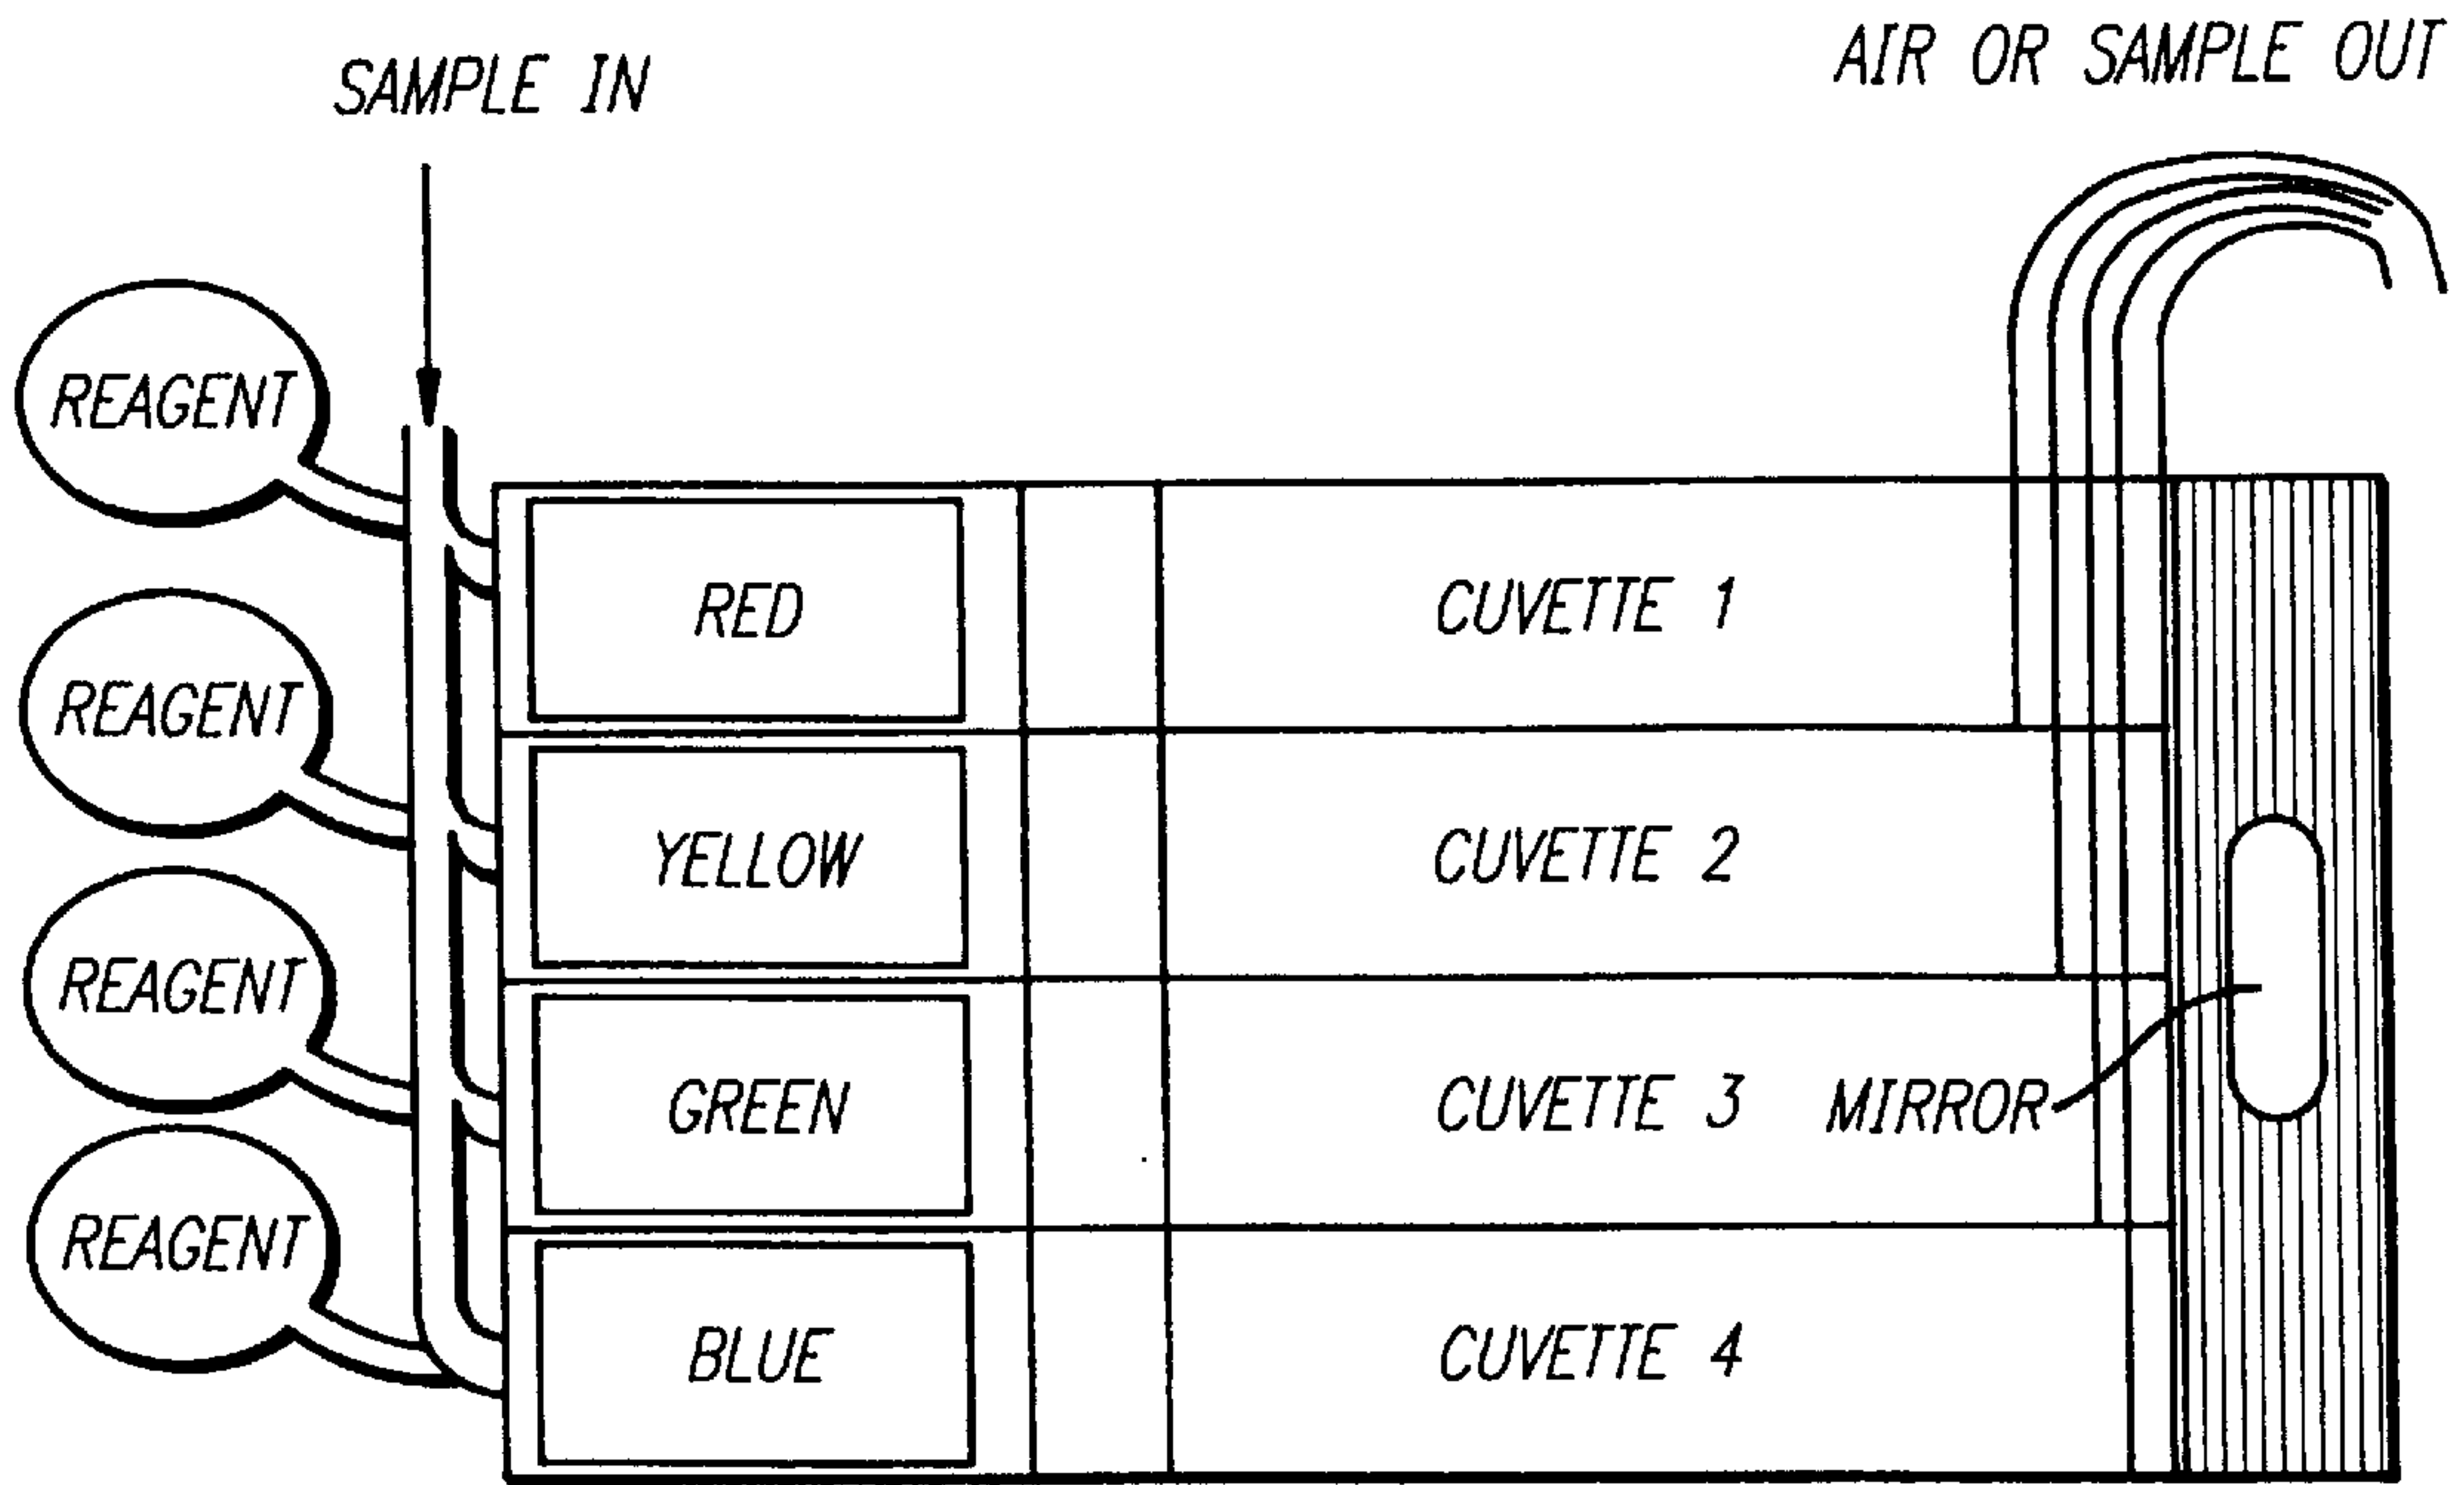 SAMPLE IN
AIR OR SAMPLE OUT
REAGENT
RED
CUVETTE 1
REAGENT
YELLOW
CUVETTE 2
REAGENT
GREEN
CUVETTE 3
MIRROR
REAGENT
BLUE
CUVETTE 4